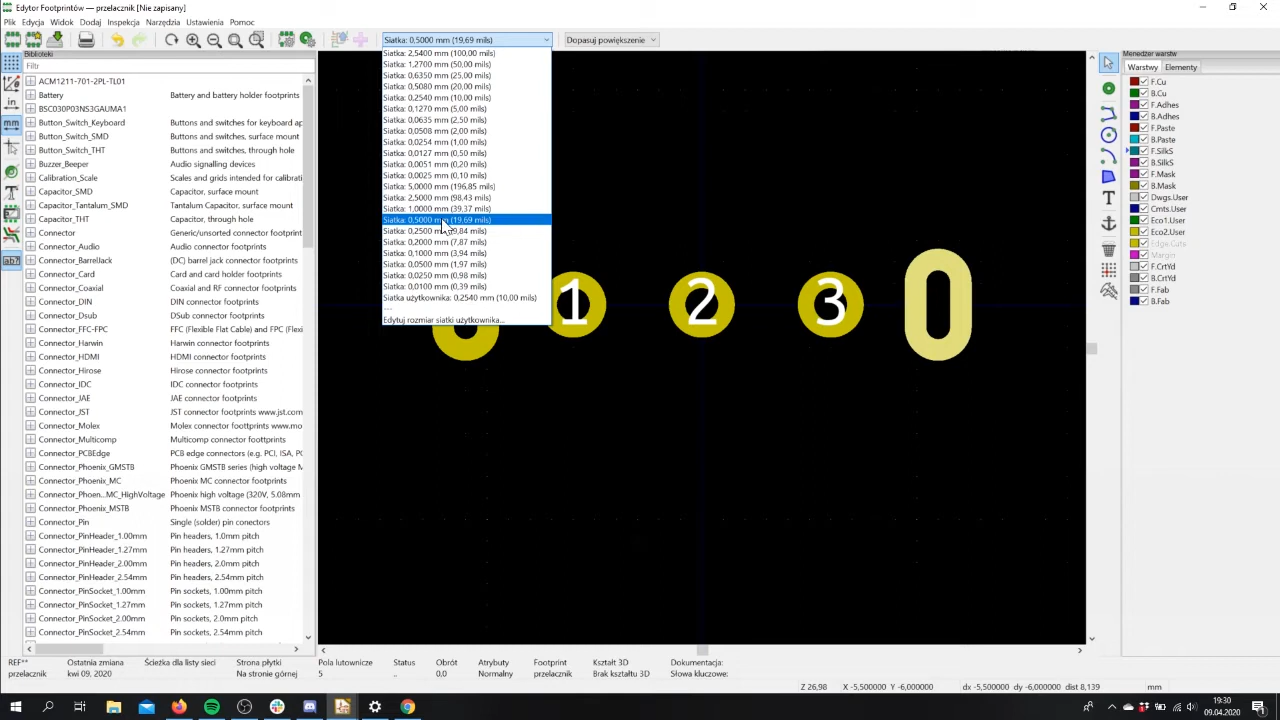 Edytor Footprintów — przelacznik [Nie zapisany]
Plik Edycja Widok Dodaj Inspekcja Narzędzia Ustawienia Pomoc
Siatka: 0,5000 mm (19,69 mils) Dopasuj powiększenie
Biblioteki
Filtr
ACM1211-701-2PL-TL01
Battery Battery and battery holder footprints
BSC030P03NS3GAUMA1
Button_Switch_Keyboard Buttons and switches for keyboard ap
Button_Switch_SMD Buttons and switches, surface mount
Button_Switch_THT Buttons and switches, through hole
Buzzer_Beeper Audio signalling devices
Calibration_Scale Scales and grids intended for calibrati
Capacitor_SMD Capacitor, surface mount
Capacitor_Tantalum_SMD Tantalum Capacitor, surface mount
Capacitor_THT Capacitor, through hole
Connector Generic/unsorted connector footprints
Connector_Audio Audio connector footprints
Connector_BarrelJack (DC) barrel jack connector footprints
Connector_Card Card and card holder footprints
Connector_Coaxial Coaxial and RF connector footprints
Connector_DIN DIN connector footprints
Connector_Dsub DSub connector footprints
Connector_FFC-FPC FFC (Flexible Flat Cable) and FPC (Flexi
Connector_Harwin Harwin connector footprints
Connector_HDMI HDMI connector footprints
Connector_Hirose Hirose connector footprints
Connector_IDC IDC connector footprints
Connector_JAE JAE connector footprints
Connector_JST JST connector footprints www.jst.com
Connector_Molex Molex connector foottprints www.mo
Connector_Multicomp Multicomp connector foottprints
Connector_PCBEdge PCB edge connectors (e.g. PCI, ISA, PC
Connector_Phoenix_GMSTB Phoenix GMSTB series (high voltage M
Connector_Phoenix_MC Phoenix MC connector footprints
Connector_Phoen...MC_HighVoltage Phoenix high voltage (320V, 5.08mm
Connector_Phoenix_MSTB Phoenix MSTB connector footprints
Connector_Pin Single (solder) pin conectors
Connector_PinHeader_1.00mm Pin headers, 1.0mm pitch
Connector_PinHeader_1.27mm Pin headers, 1.27mm pitch
Connector_PinHeader_2.00mm Pin headers, 2.0mm pitch
Connector_PinHeader_2.54mm Pin headers, 2.54mm pitch
Connector_PinSocket_1.00mm Pin sockets, 1.00mm pitch
Connector_PinSocket_1.27mm Pin sockets, 1.27mm pitch
Connector_PinSocket_2.00mm Pin sockets, 2.0mm pitch
Connector_PinSocket_2.54mm Pin sockets, 2.54mm pitch
in
mm
ab?
Siatka: 2,5400 mm (100,00 mils)
Siatka: 1,2700 mm (50,00 mils)
Siatka: 0,6350 mm (25,00 mils)
Siatka: 0,5080 mm (20,00 mils)
Siatka: 0,2540 mm (10,00 mils)
Siatka: 0,1270 mm (5,00 mils)
Siatka: 0,0635 mm (2,50 mils)
Siatka: 0,0508 mm (2,00 mils)
Siatka: 0,0254 mm (1,00 mils)
Siatka: 0,0127 mm (0,50 mils)
Siatka: 0,0051 mm (0,20 mils)
Siatka: 0,0025 mm (0,10 mils)
Siatka: 5,0000 mm (196,85 mils)
Siatka: 2,5000 mm (98,43 mils)
Siatka: 1,0000 mm (39,37 mils)
Siatka: 0,5000 mm (19,69 mils)
Siatka: 0,2500 mm (9,84 mils)
Siatka: 0,2000 mm (7,87 mils)
Siatka: 0,1000 mm (3,94 mils)
Siatka: 0,0500 mm (1,97 mils)
Siatka: 0,0250 mm (0,98 mils)
Siatka: 0,0100 mm (0,39 mils)
Siatka użytkownika: 0,2540 mm (10,00 mils)
---
Edytuj rozmiar siatki użytkownika...
1 2 3
Menedżer warstw
Warstwy Elementy
F.Cu
B.Cu
F.Adhes
B.Adhes
F.Paste
B.Paste
F.SilkS
B.SilkS
F.Mask
B.Mask
Dwgs.User
Cmts.User
Eco1.User
Eco2.User
Edge.Cuts
Margin
F.CrtYd
B.CrtYd
F.Fab
B.Fab
REF** Ostatnia zmiana Ścieżka dla listy sieci Strona płytki Pola lutownicze Status Obrót Atrybuty Footprint Kształt 3D Dokumentacja:
przelacznik kwi 09, 2020 Na stronie górnej 5 .. 0,0 Normalny przelacznik Brak kształtu 3D Słowa kluczowe:
Z 26,98 X -5,500000 Y -6,000000 dx -5,500000 dy -6,000000 dist 8,139 mm
19:30
09.04.2020